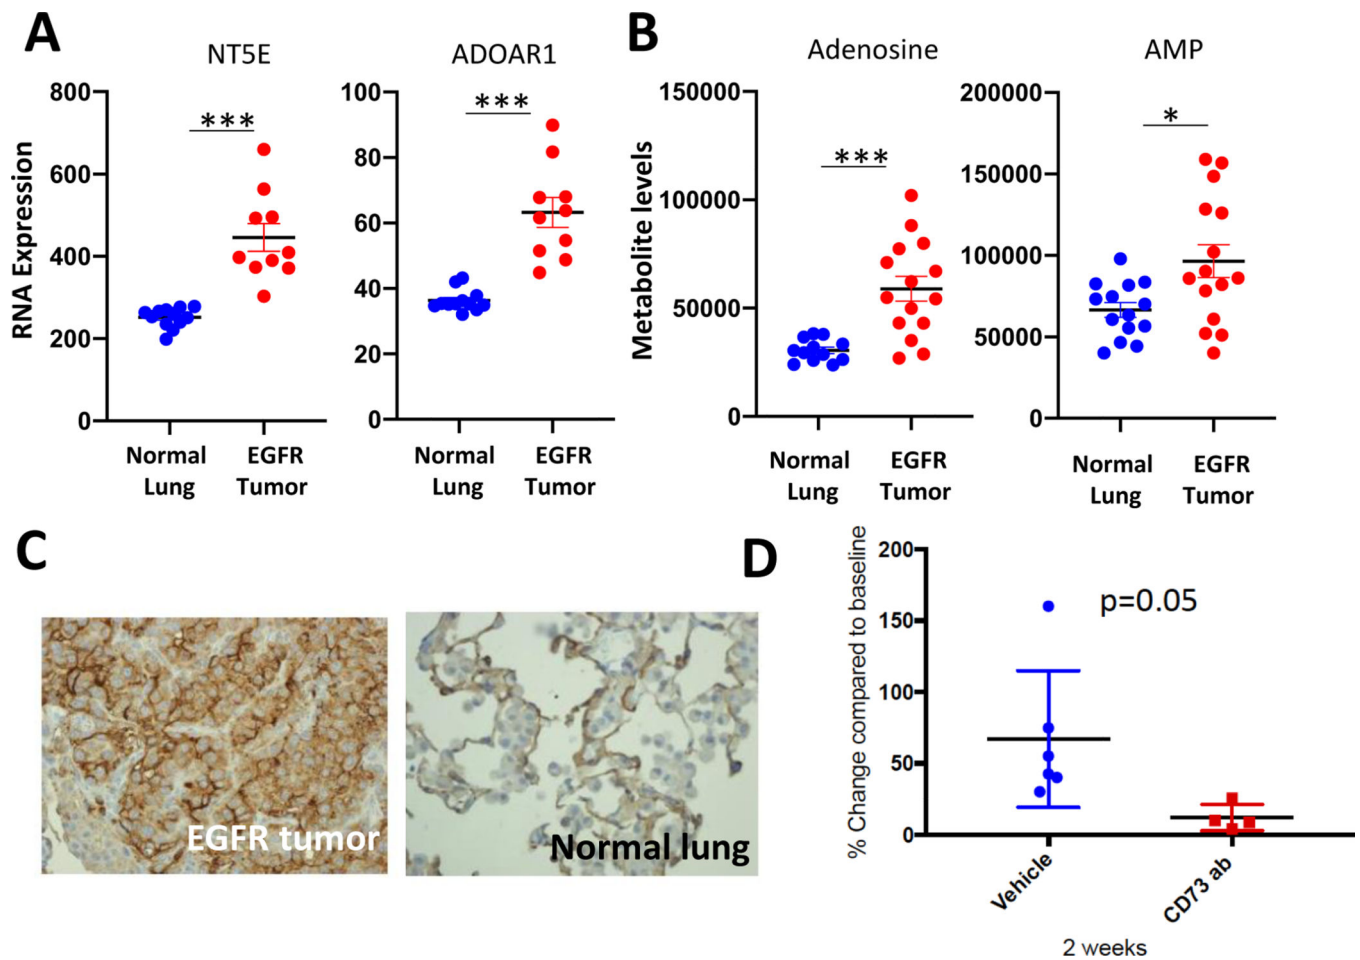 A
NT5E
ADOAR1
RNA Expression
800
600
400
200
0
***
Normal
Lung
EGFR
Tumor
100
80
60
40
20
0
***
Normal
Lung
EGFR
Tumor
B
Adenosine
AMP
Metabolite levels
150000
100000
50000
0
***
Normal
Lung
EGFR
Tumor
200000
150000
100000
50000
0
*
Normal
Lung
EGFR
Tumor
C
EGFR tumor
Normal lung
D
% Change compared to baseline
200
150
100
50
0
p=0.05
Vehicle
CD73 ab
2 weeks